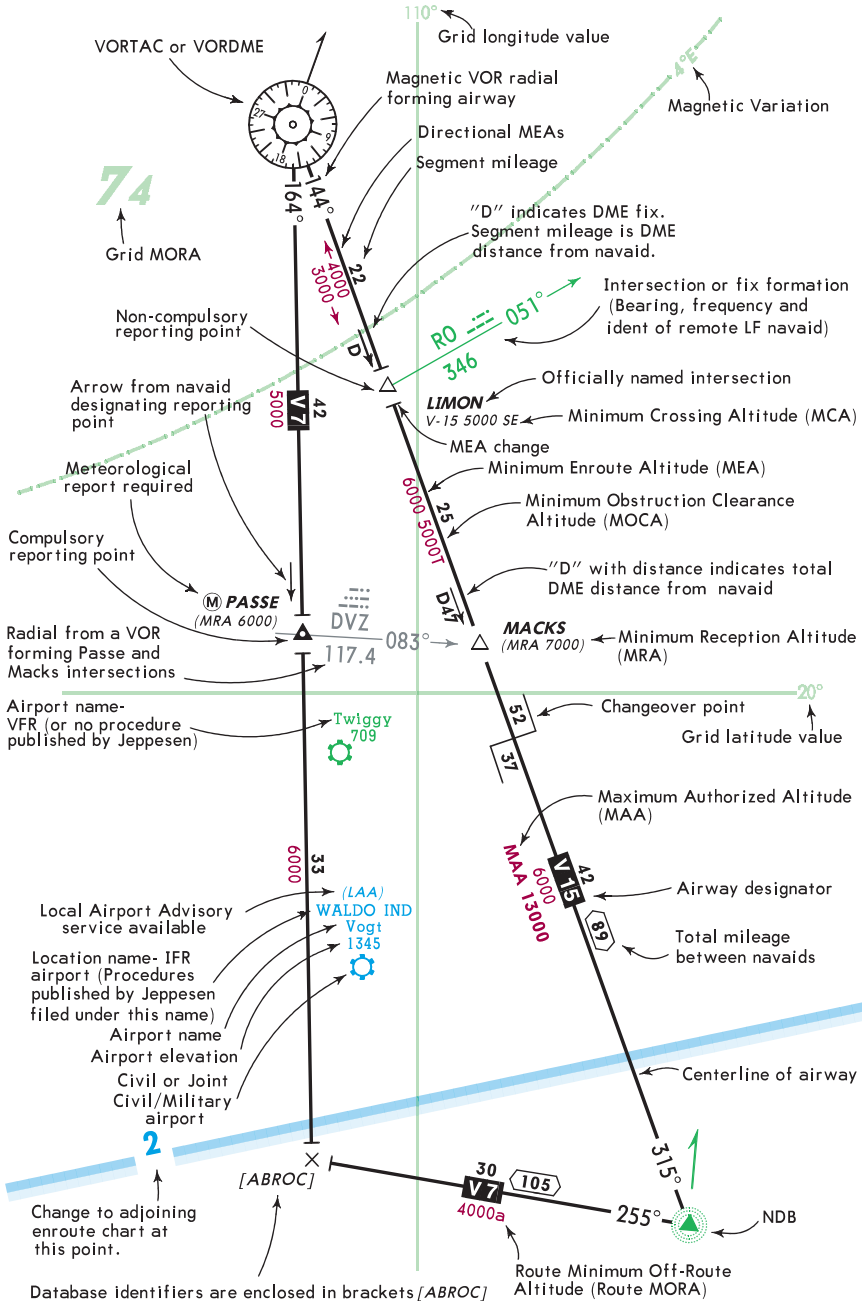 110°
Grid longitude value
VORTAC or VORDME
4°E
Magnetic Variation
Magnetic VOR radial
forming airway
0
27
9
18
Directional MEAs
Segment mileage
74
Grid MORA
164°
144°
"D" indicates DME fix.
Segment mileage is DME
distance from navaid.
22
4000
3000
D
Non-compulsory
reporting point
RO
051°
346
Intersection or fix formation
(Bearing, frequency and
ident of remote LF navaid)
Arrow from navaid
designating reporting
point
42
V 7
5000
LIMON
V-15 5000 SE
Officially named intersection
Minimum Crossing Altitude (MCA)
MEA change
Minimum Enroute Altitude (MEA)
Meteorological
report required
25
6000 5000T
Minimum Obstruction Clearance
Altitude (MOCA)
Compulsory
reporting point
"D" with distance indicates total
DME distance from navaid
D47
M PASSE
(MRA 6000)
DVZ
083°
117.4
MACKS
(MRA 7000)
Minimum Reception Altitude
(MRA)
Radial from a VOR
forming Passe and
Macks intersections
20°
Airport name-
VFR (or no procedure
published by Jeppesen)
Twiggy
709
52
37
Changeover point
Grid latitude value
Maximum Authorized Altitude
(MAA)
33
6000
MAA 13000
6000
V 15
42
Airway designator
89
Total mileage
between navaids
Local Airport Advisory
service available
(LAA)
WALDO IND
Vogt
1345
Location name- IFR
airport (Procedures
published by Jeppesen
filed under this name)
Airport name
Airport elevation
Civil or Joint
Civil/Military
airport
Centerline of airway
2
Change to adjoining
enroute chart at
this point.
[ABROC]
30
V 7
105
4000a
315°
255°
NDB
Route Minimum Off-Route
Altitude (Route MORA)
Database identifiers are enclosed in brackets [ABROC]